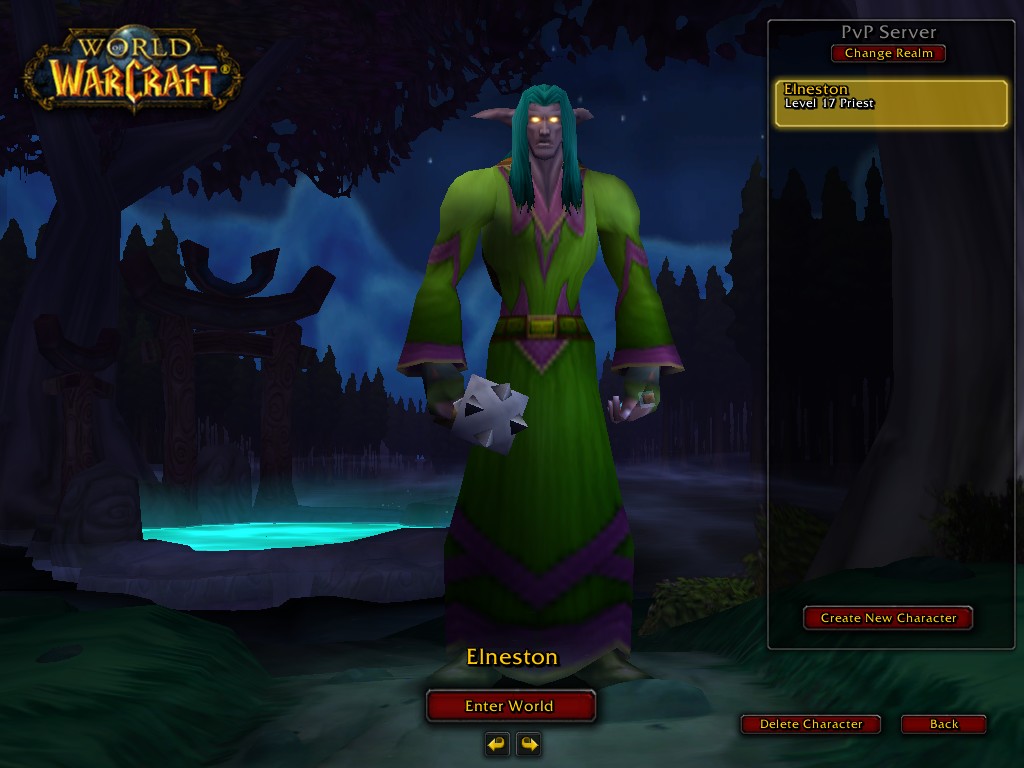 WORLD
OF
WARCRAFT®
PvP Server
Change Realm
Elneston
Level 17 Priest
Create New Character
Elneston
Enter World
Delete Character
Back